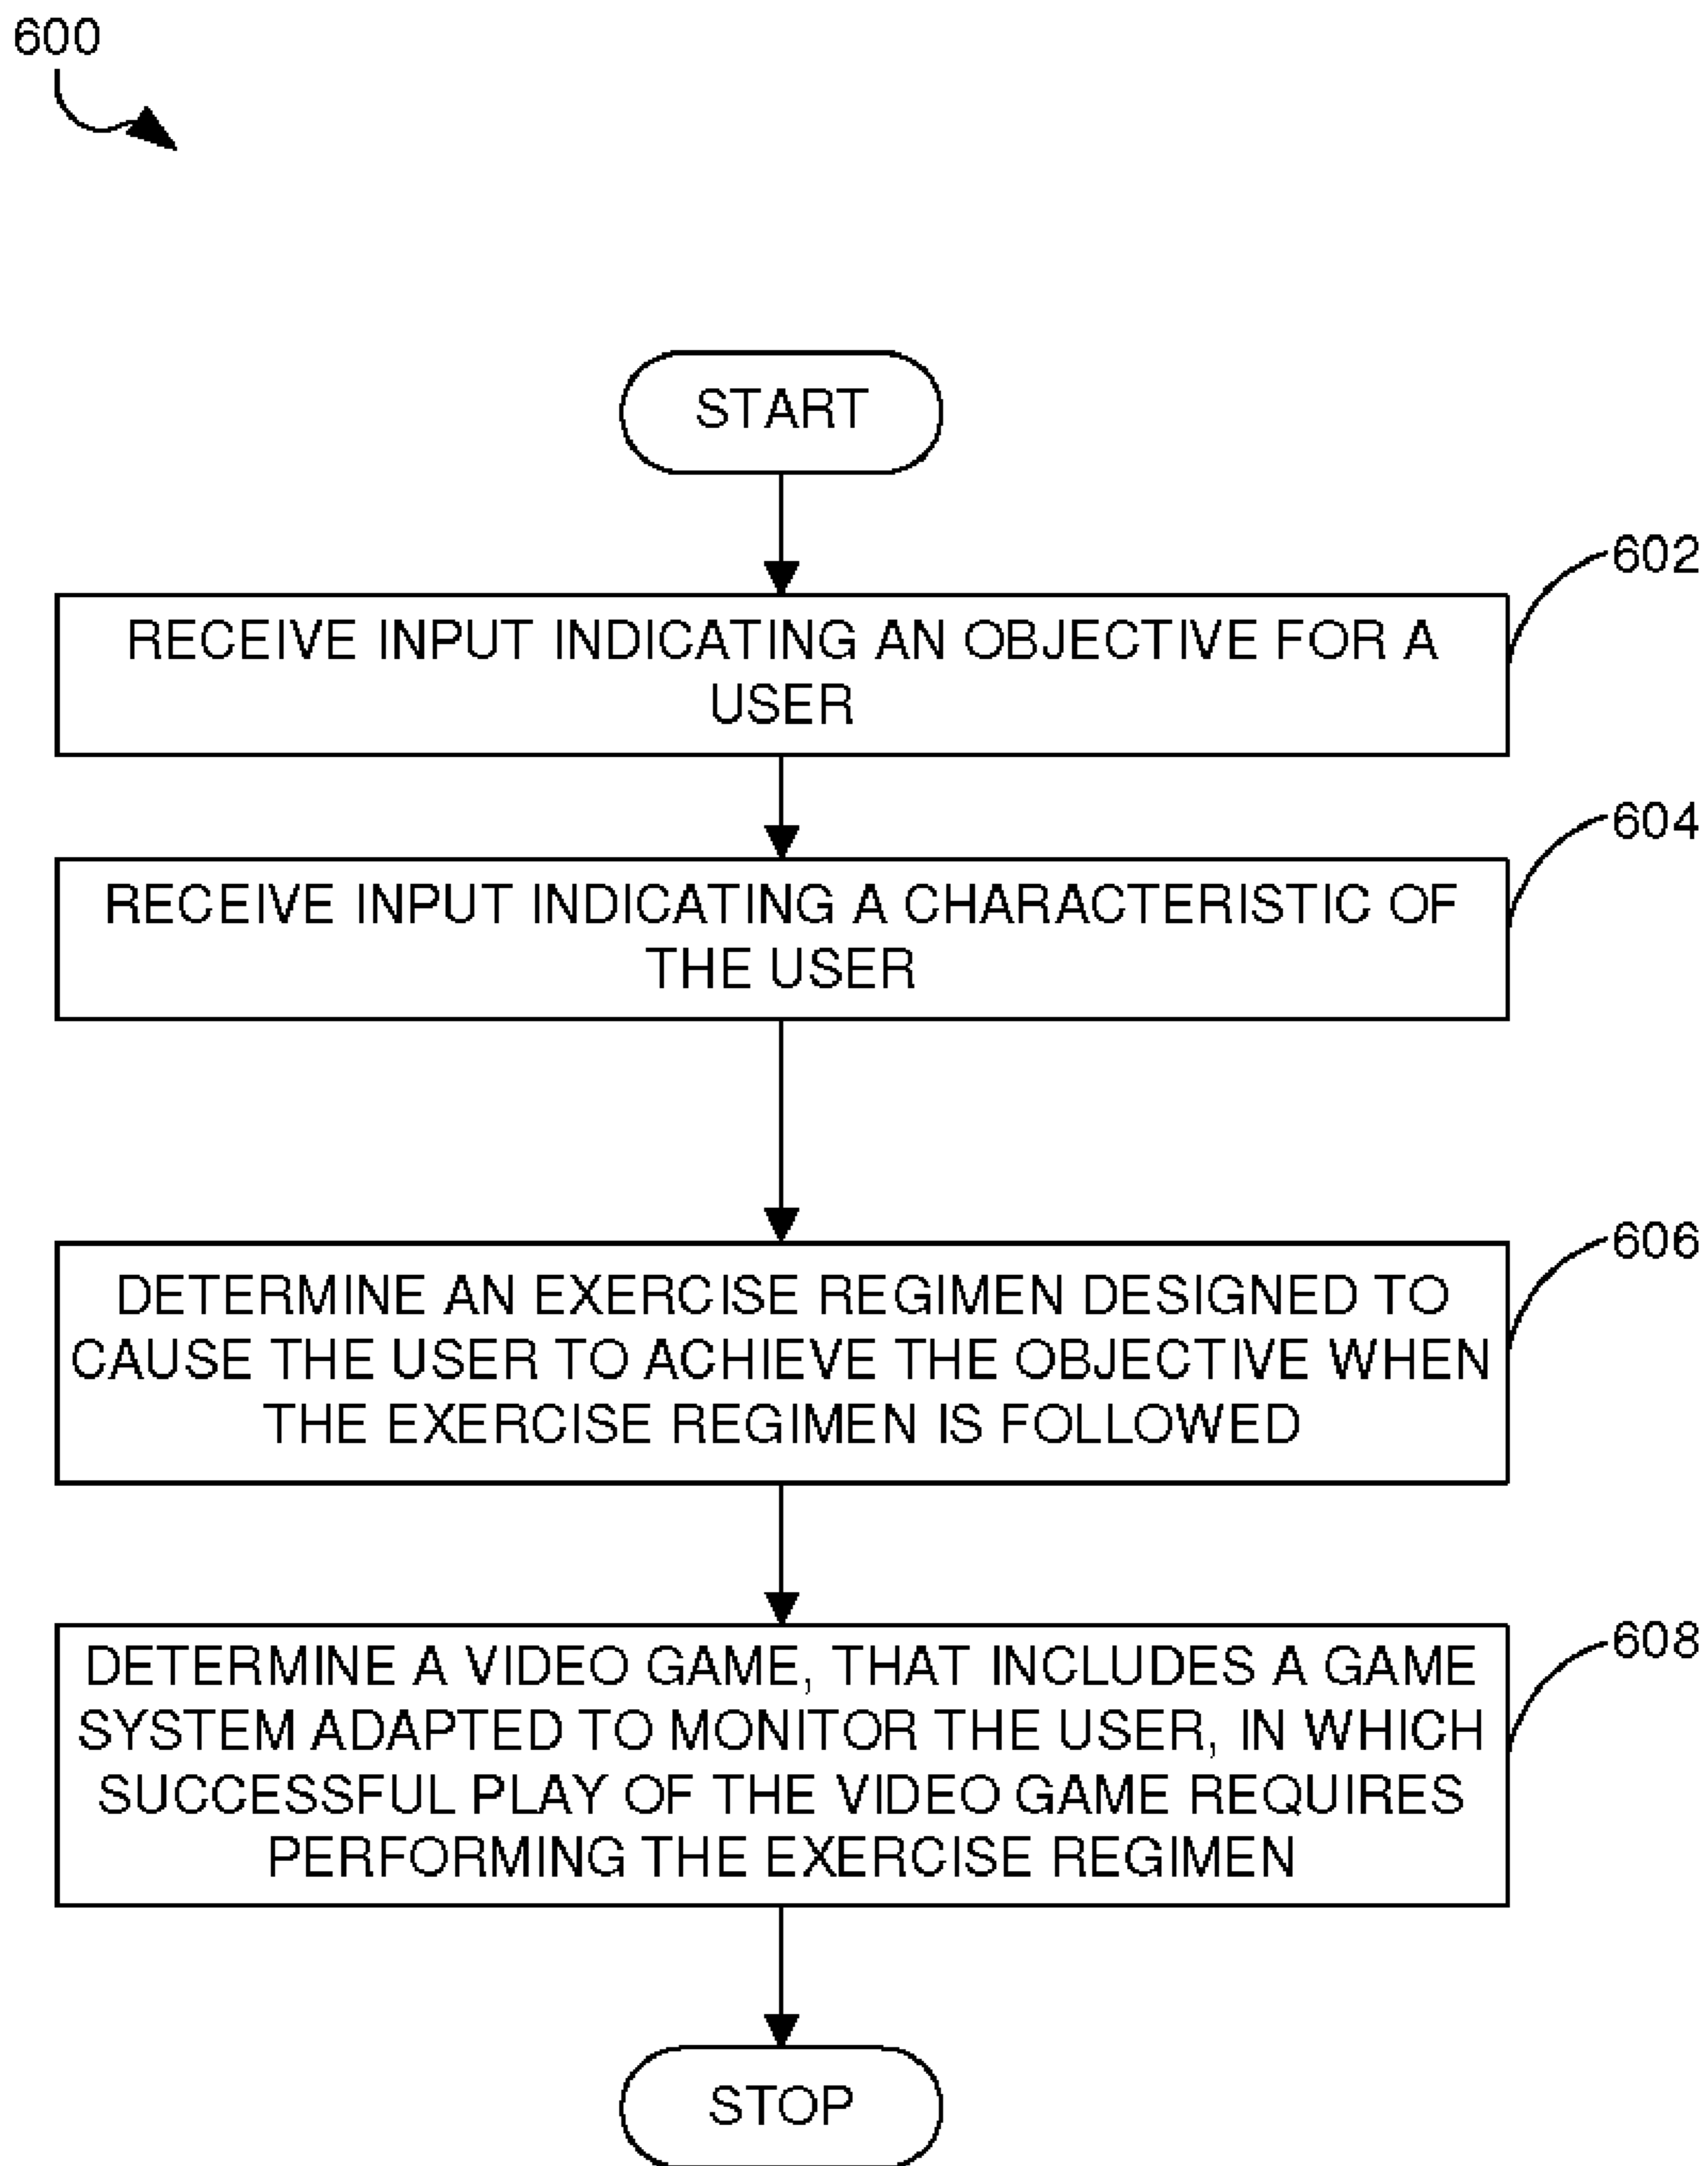 600
START
602
RECEIVE INPUT INDICATING AN OBJECTIVE FOR A
USER
604
RECEIVE INPUT INDICATING A CHARACTERISTIC OF
THE USER
606
DETERMINE AN EXERCISE REGIMEN DESIGNED TO
CAUSE THE USER TO ACHIEVE THE OBJECTIVE WHEN
THE EXERCISE REGIMEN IS FOLLOWED
608
DETERMINE A VIDEO GAME, THAT INCLUDES A GAME
SYSTEM ADAPTED TO MONITOR THE USER, IN WHICH
SUCCESSFUL PLAY OF THE VIDEO GAME REQUIRES
PERFORMING THE EXERCISE REGIMEN
STOP